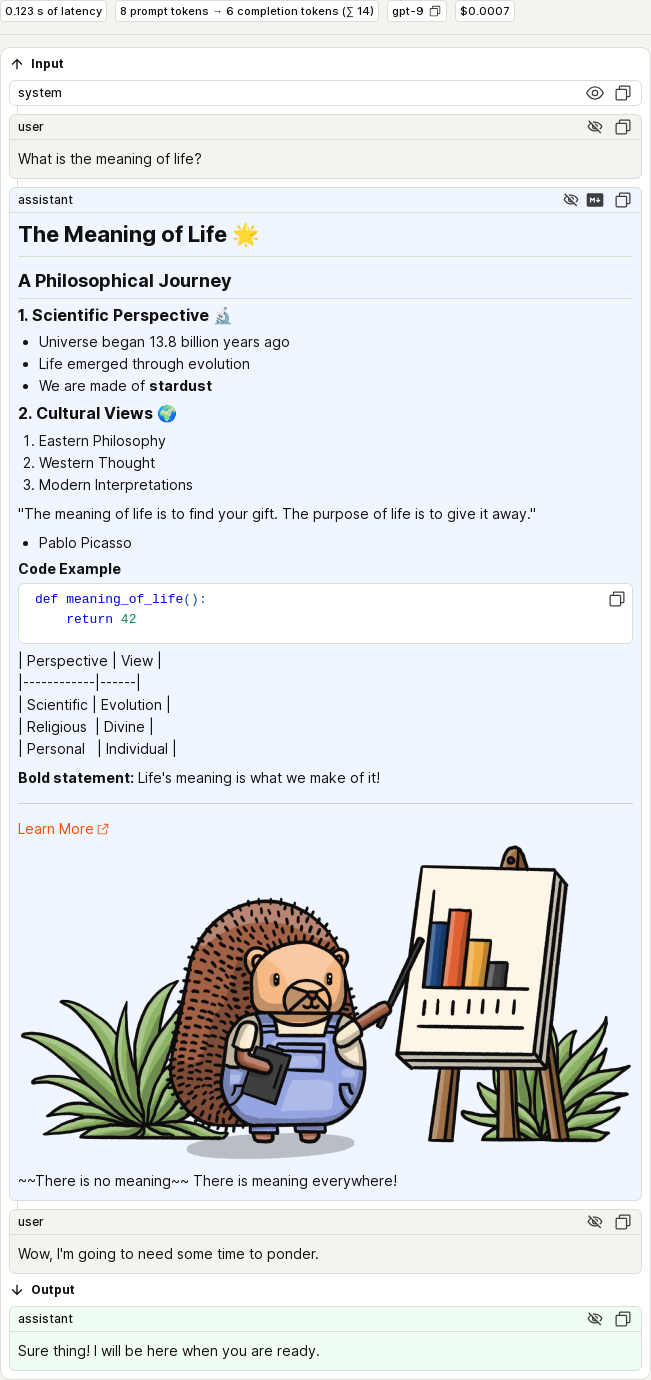 0.123 s of latency
8 prompt tokens → 6 completion tokens (∑ 14)
gpt-9
$0.0007
Input
system
user
What is the meaning of life?
assistant
M↓
The Meaning of Life 🌟
A Philosophical Journey
1. Scientific Perspective 🔬
• Universe began 13.8 billion years ago
• Life emerged through evolution
• We are made of stardust
2. Cultural Views 🌍
1. Eastern Philosophy
2. Western Thought
3. Modern Interpretations
"The meaning of life is to find your gift. The purpose of life is to give it away."
• Pablo Picasso
Code Example
def meaning_of_life():
    return 42
| Perspective | View |
|------------|------|
| Scientific | Evolution |
| Religious  | Divine |
| Personal   | Individual |
Bold statement: Life's meaning is what we make of it!
Learn More
~~There is no meaning~~ There is meaning everywhere!
user
Wow, I'm going to need some time to ponder.
Output
assistant
Sure thing! I will be here when you are ready.